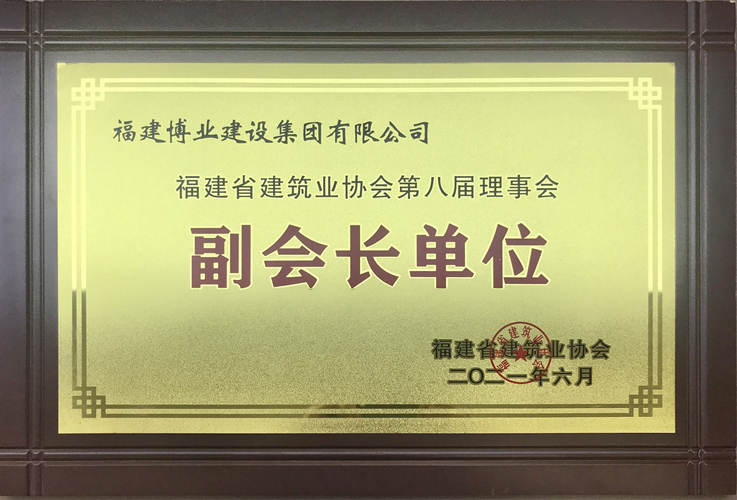 福建博业建设集团有限公司
福建省建筑业协会第八届理事会
副会长单位
福建省建筑业协会
二〇二一年六月